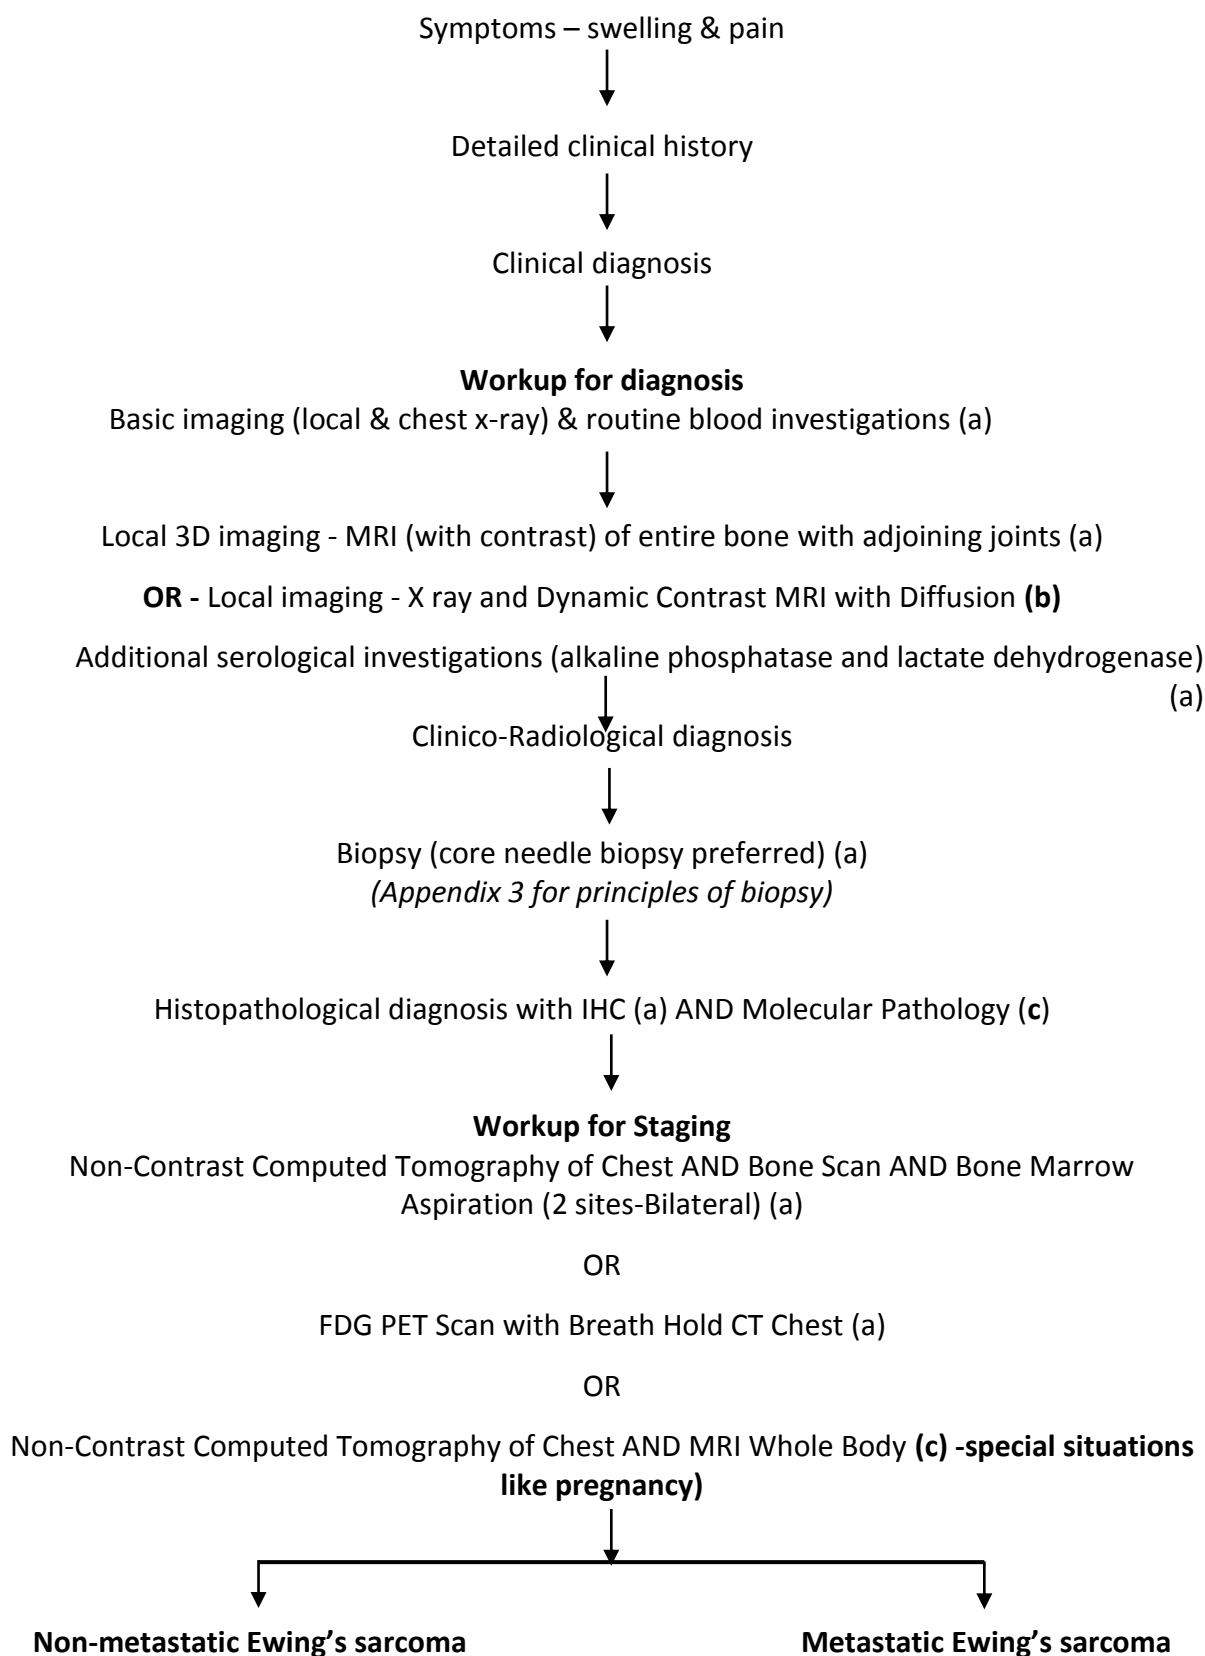 Symptoms – swelling & pain
Detailed clinical history
Clinical diagnosis
Workup for diagnosis
Basic imaging (local & chest x-ray) & routine blood investigations (a)
Local 3D imaging - MRI (with contrast) of entire bone with adjoining joints (a)
OR - Local imaging - X ray and Dynamic Contrast MRI with Diffusion (b)
Additional serological investigations (alkaline phosphatase and lactate dehydrogenase)
(a)
Clinico-Radiological diagnosis
Biopsy (core needle biopsy preferred) (a)
(Appendix 3 for principles of biopsy)
Histopathological diagnosis with IHC (a) AND Molecular Pathology (c)
Workup for Staging
Non-Contrast Computed Tomography of Chest AND Bone Scan AND Bone Marrow
Aspiration (2 sites-Bilateral) (a)
OR
FDG PET Scan with Breath Hold CT Chest (a)
OR
Non-Contrast Computed Tomography of Chest AND MRI Whole Body (c) -special situations
like pregnancy)
Non-metastatic Ewing’s sarcoma
Metastatic Ewing’s sarcoma